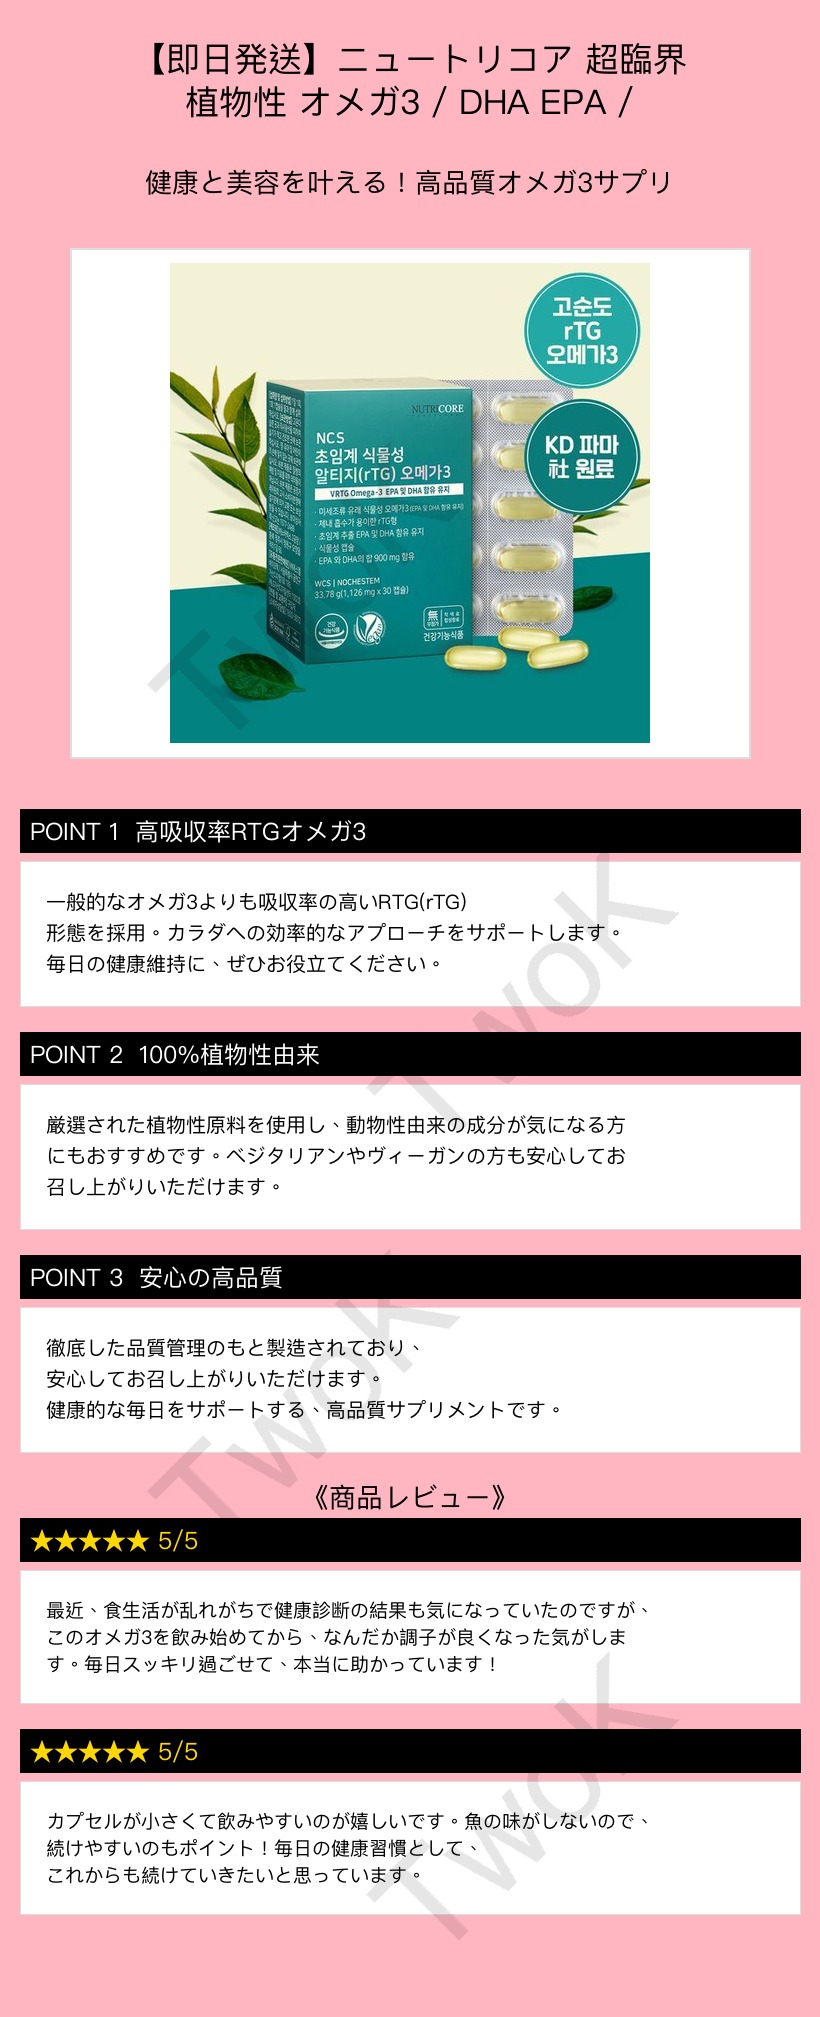 【即日発送】ニュートリコア 超臨界
植物性 オメガ3 / DHA EPA /
健康と美容を叶える！高品質オメガ3サプリ
고순도
rTG
오메가3
KD 파마
社 원료
NUTRICORE
NCS
초임계 식물성
알티지(rTG) 오메가3
VRTG Omega-3 EPA 및 DHA 함유 유지
· 미세조류 유래 식물성 오메가3(EPA 및 DHA 함유 유지)
· 체내 흡수가 용이한 rTG형
· 초임계 추출 EPA 및 DHA 함유 유지
· 식물성 캡슐
· EPA 와 DHA의 합 900 mg 함유
WCS | NOCHESTEM
33.78 g(1,126 mg x 30 캡슐)
건강
기능식품
Vegan
無
건강기능식품
POINT 1 高吸収率RTGオメガ3
一般的なオメガ3よりも吸収率の高いRTG(rTG)
形態を採用。カラダへの効率的なアプローチをサポートします。
毎日の健康維持に、ぜひお役立てください。
POINT 2 100%植物性由来
厳選された植物性原料を使用し、動物性由来の成分が気になる方
にもおすすめです。ベジタリアンやヴィーガンの方も安心してお
召し上がりいただけます。
POINT 3 安心の高品質
徹底した品質管理のもと製造されており、
安心してお召し上がりいただけます。
健康的な毎日をサポートする、高品質サプリメントです。
《商品レビュー》
★★★★★ 5/5
最近、食生活が乱れがちで健康診断の結果も気になっていたのですが、
このオメガ3を飲み始めてから、なんだか調子が良くなった気がしま
す。毎日スッキリ過ごせて、本当に助かっています！
★★★★★ 5/5
カプセルが小さくて飲みやすいのが嬉しいです。魚の味がしないので、
続けやすいのもポイント！毎日の健康習慣として、
これからも続けていきたいと思っています。
TwoK
TwoK
TwoK
TwoK